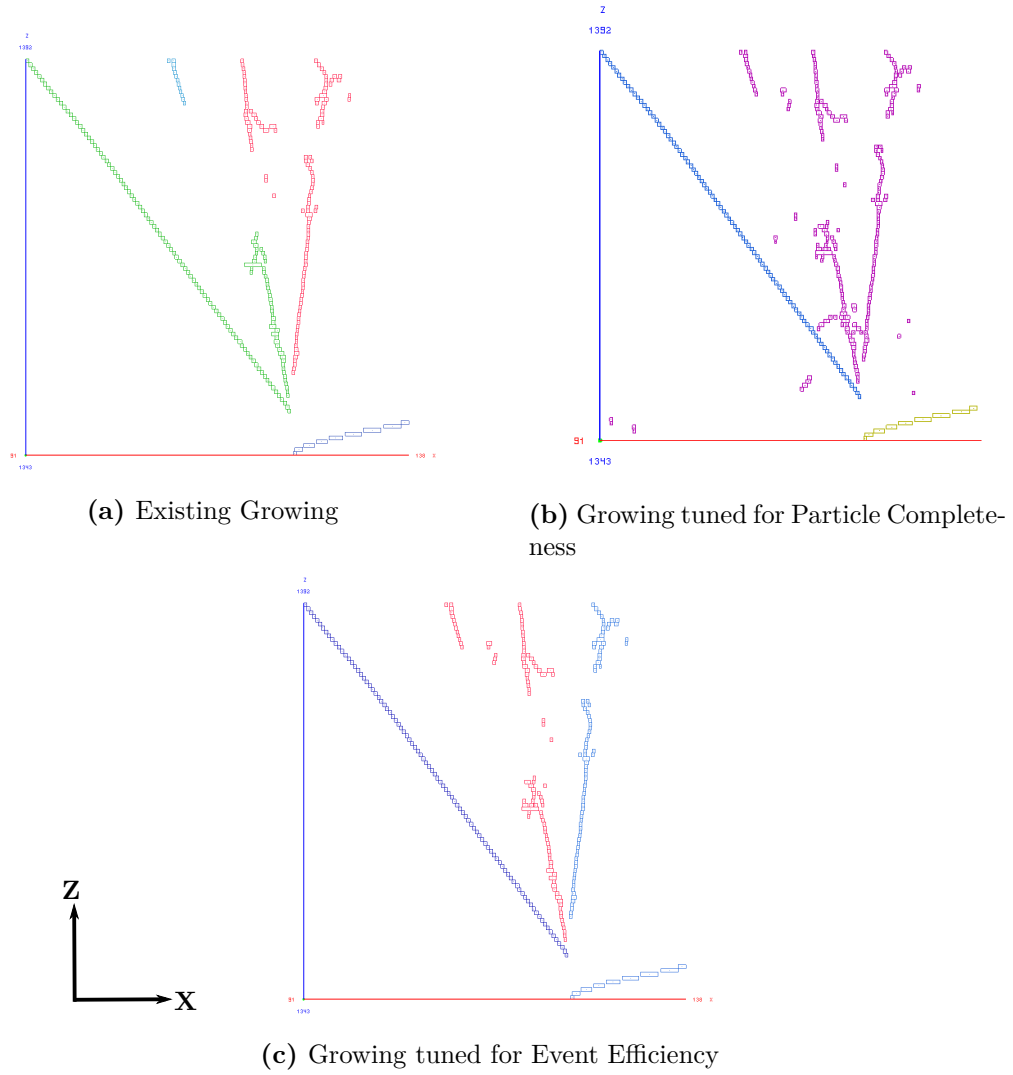 Z
1392
91
138 X
1343
(a) Existing Growing
Z
1392
91
1343
(b) Growing tuned for Particle Complete-
ness
Z
1392
91
138 X
1343
Z
X
(c) Growing tuned for Event Efficiency